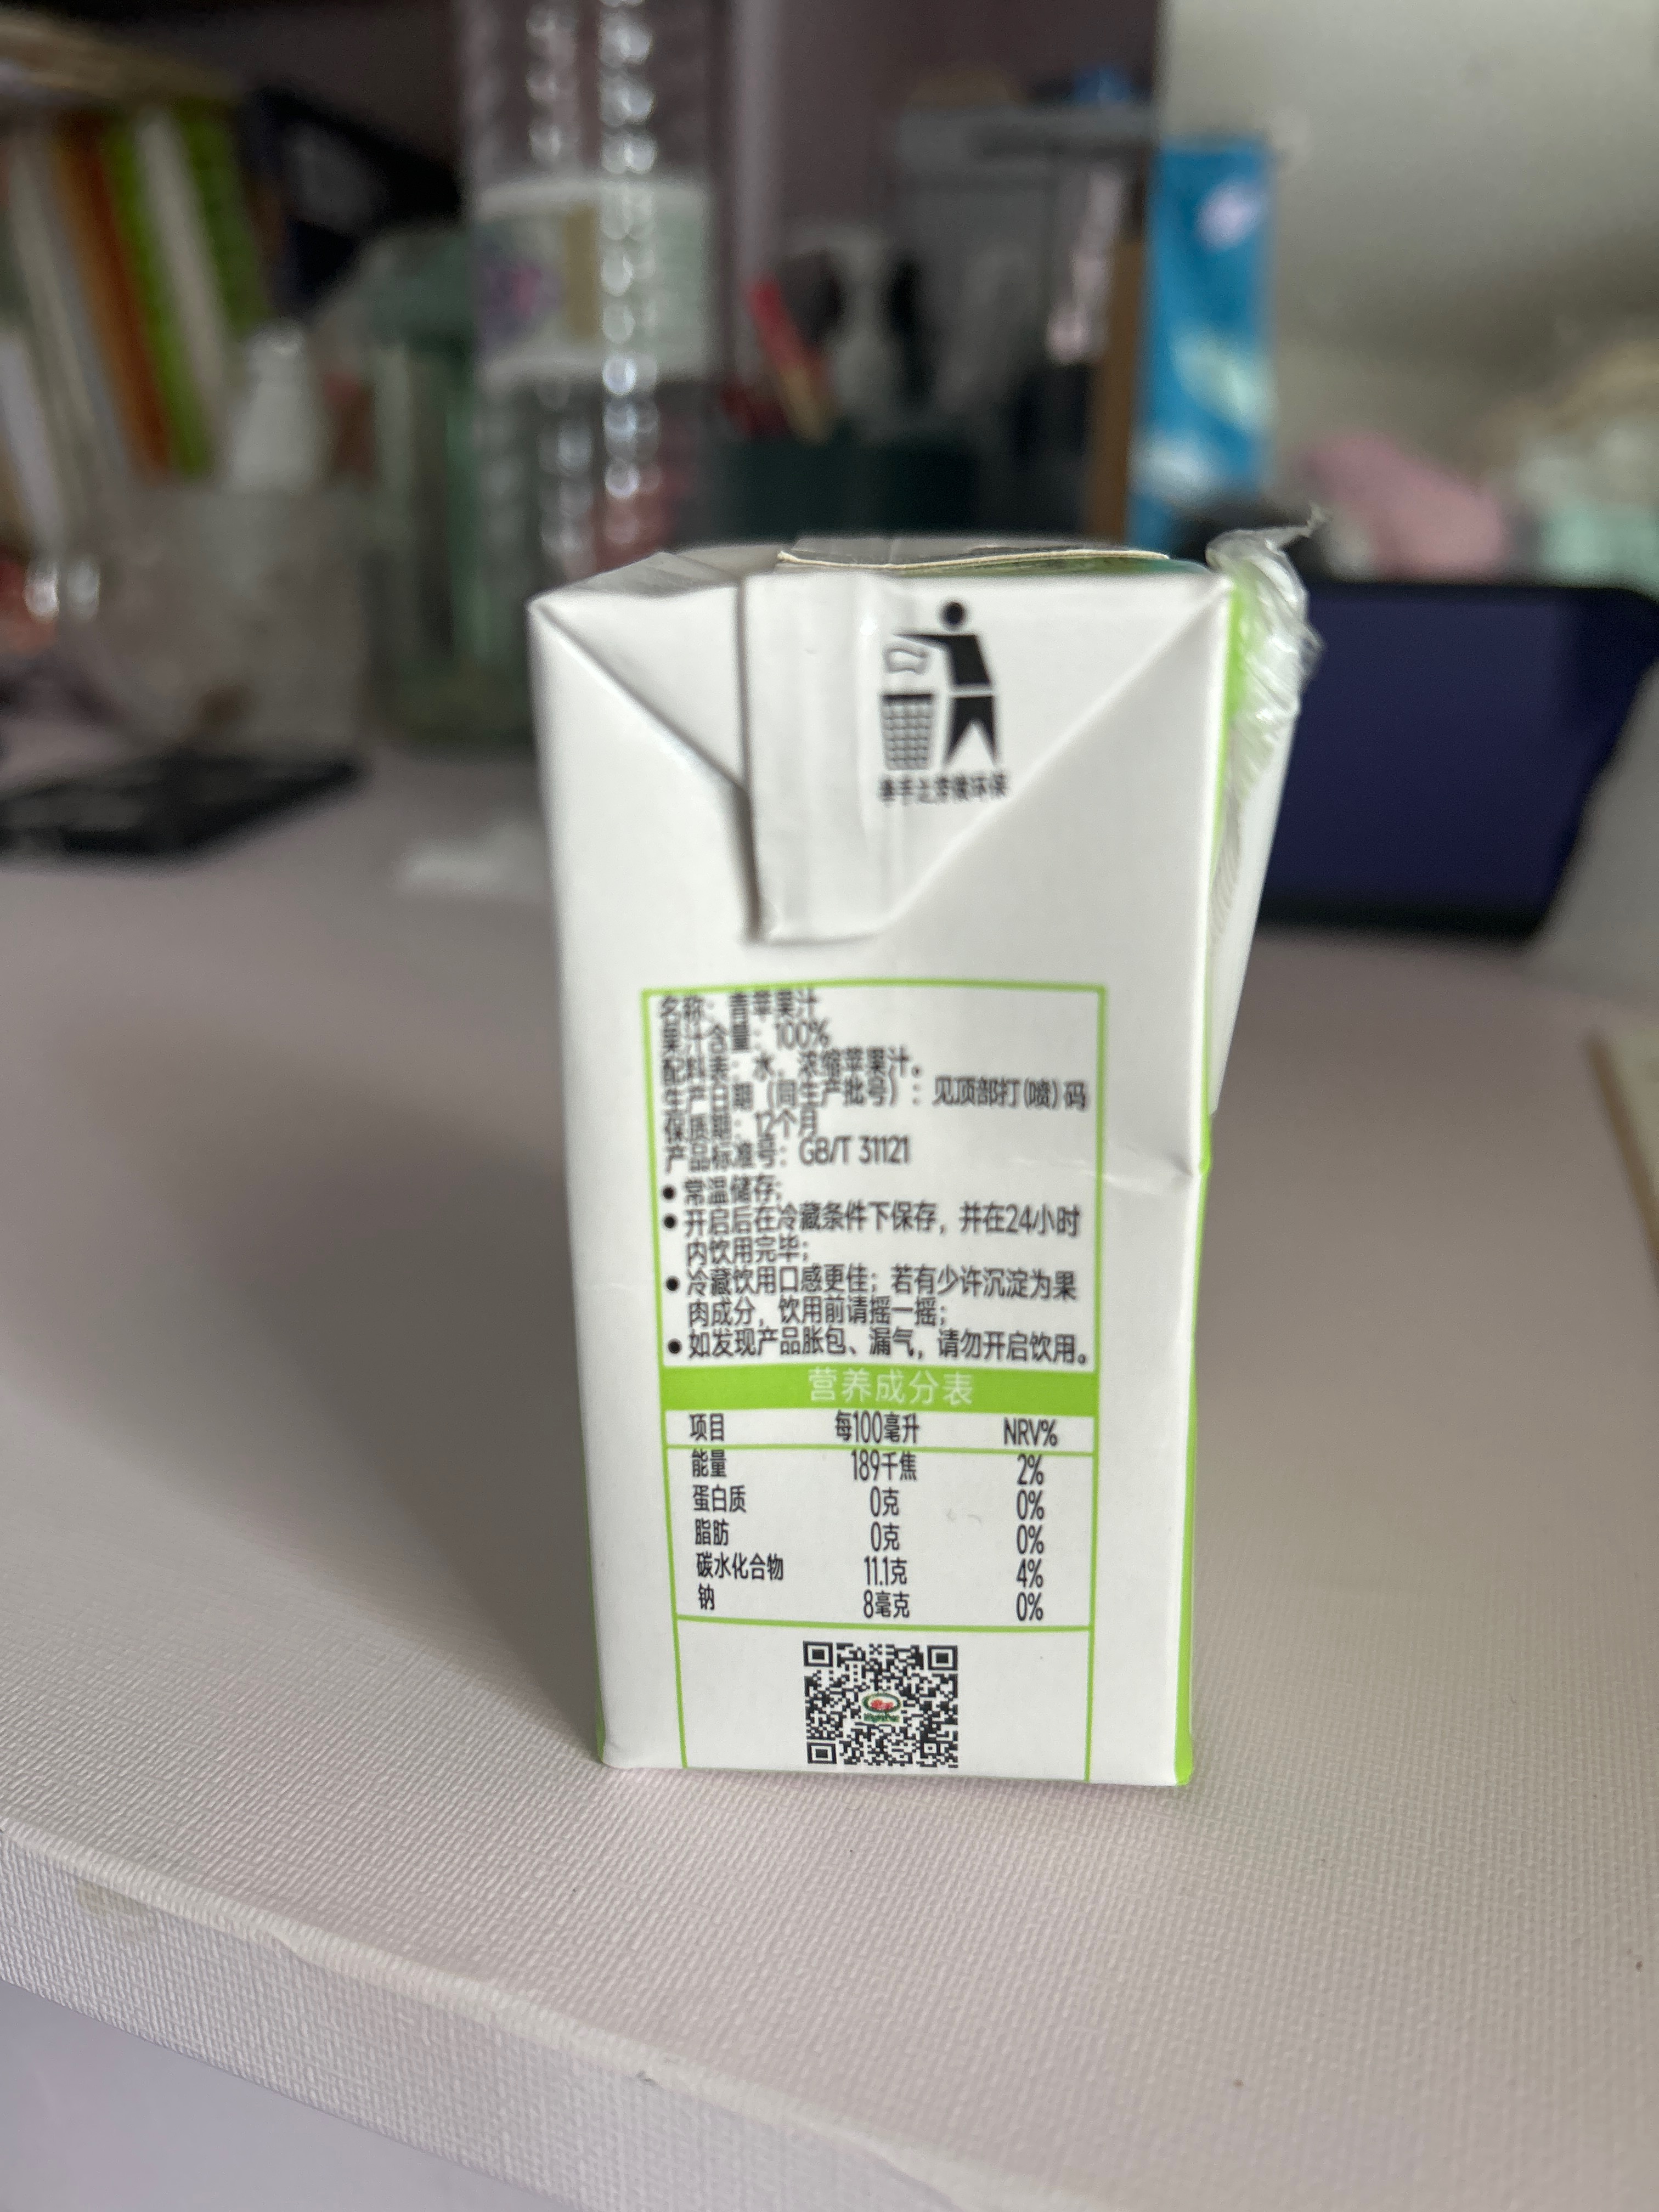 举手之劳做环保
名称：青苹果汁
果汁含量：100%
配料表：水、浓缩苹果汁。
生产日期（同生产批号）：见顶部打(喷)码
保质期：12个月
产品标准号：GB/T 31121
● 常温储存；
● 开启后在冷藏条件下保存，并在24小时
内饮用完毕；
● 冷藏饮用口感更佳；若有少许沉淀为果
肉成分，饮用前请摇一摇；
● 如发现产品胀包、漏气，请勿开启饮用。
营养成分表
项目 每100毫升 NRV%
能量 189千焦 2%
蛋白质 0克 0%
脂肪 0克 0%
碳水化合物 11.1克 4%
钠 8毫克 0%